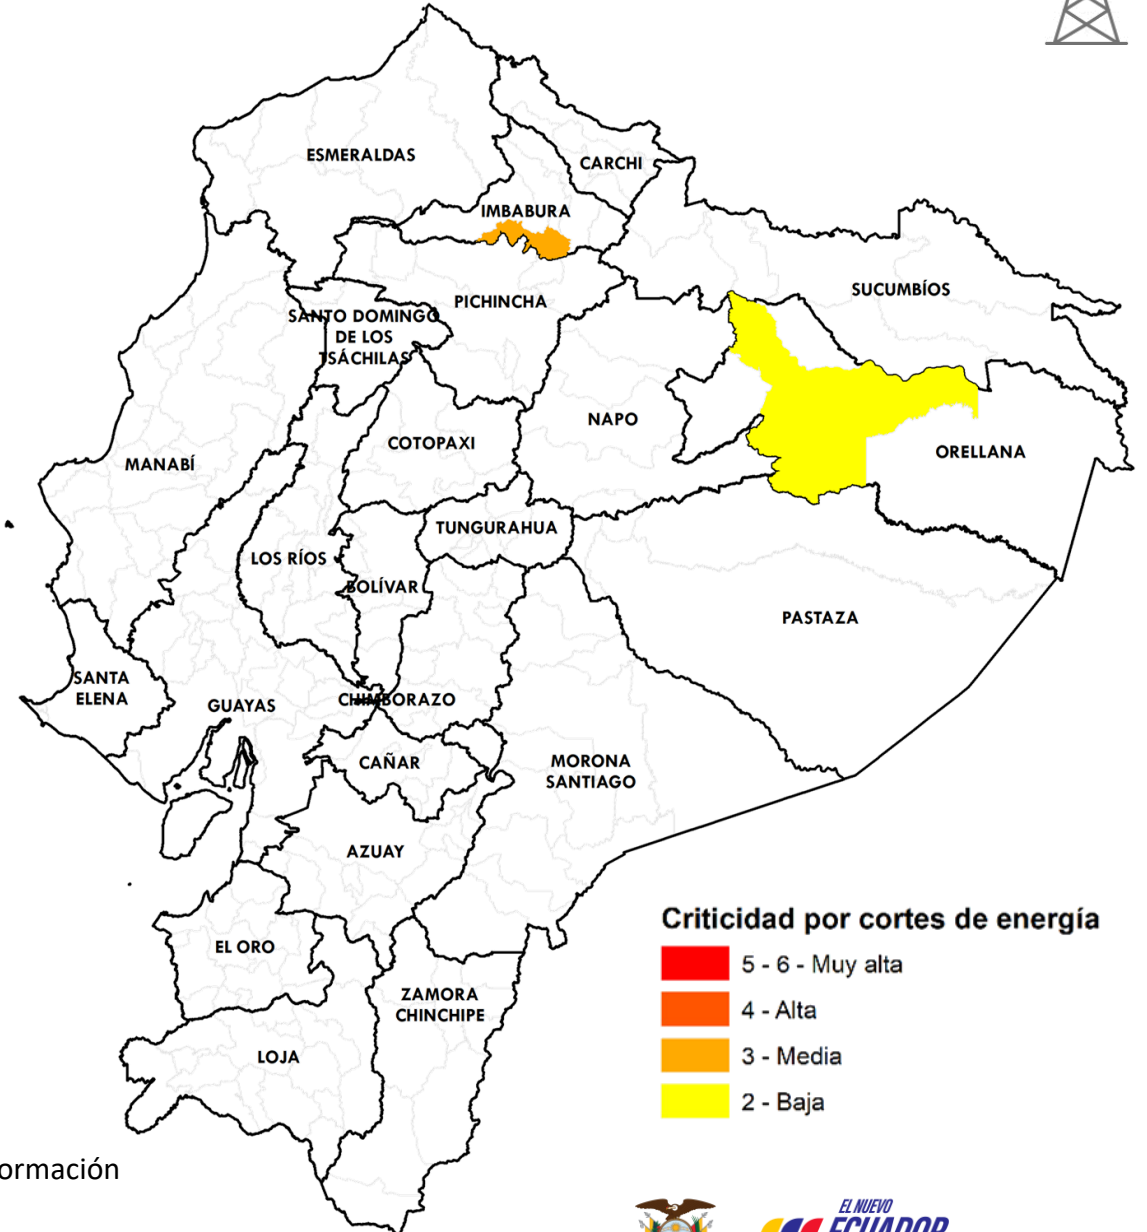 ESMERALDAS
CARCHI
IMBABURA
SUCUMBÍOS
PICHINCHA
SANTO DOMINGO
DE LOS
TSÁCHILAS
NAPO
COTOPAXI
ORELLANA
MANABÍ
TUNGURAHUA
LOS RÍOS
BOLÍVAR
PASTAZA
SANTA
ELENA
GUAYAS
CHIMBORAZO
CAÑAR
MORONA
SANTIAGO
AZUAY
EL ORO
ZAMORA
CHINCHIPE
LOJA
Criticidad por cortes de energía
5 - 6 - Muy alta
4 - Alta
3 - Media
2 - Baja
ormación
EL NUEVO
ECUADOR